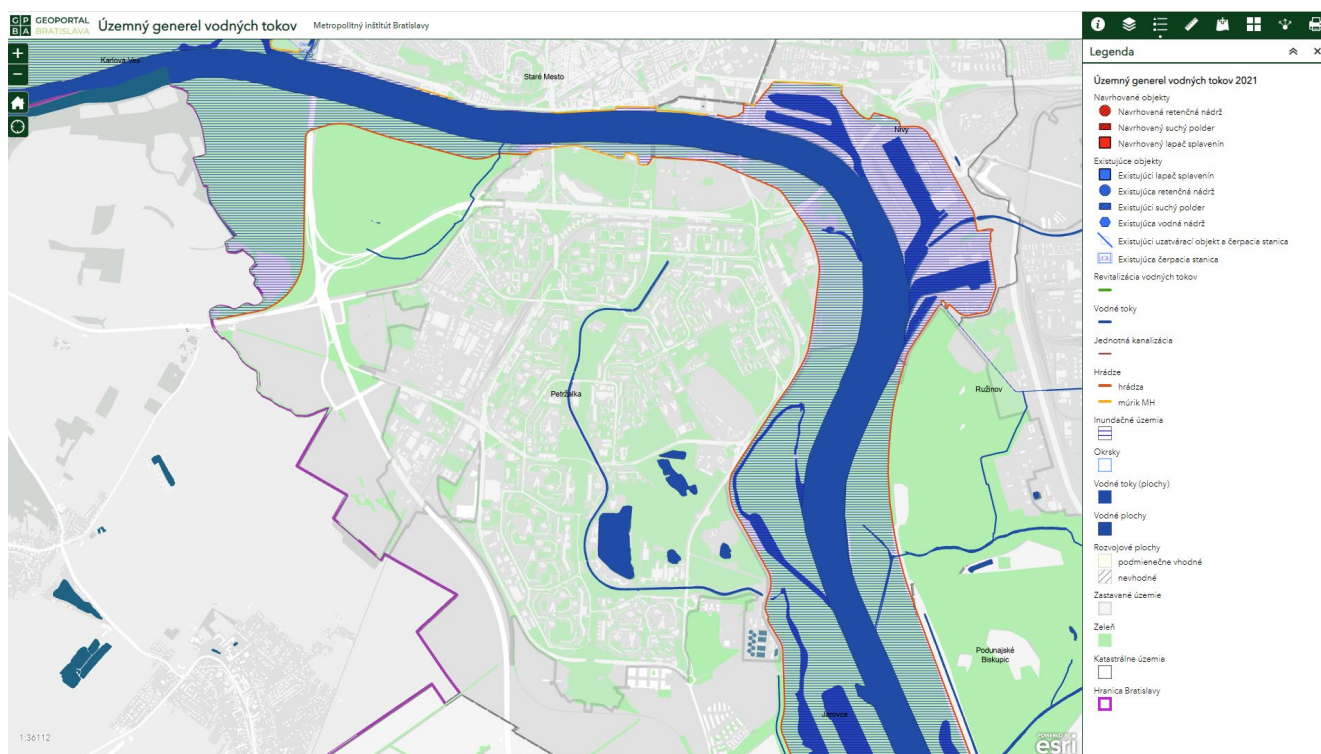 GP
BA
GEOPORTAL
BRATISLAVA
Územný generel vodných tokov
Metropolitný inštitút Bratislavy
Legenda
Karlova Ves
Staré Mesto
Nivy
Petržalka
Ružinov
Podunajské
Biskupic
Jarovce
1:36112
POWERED BY
esri
Územný generel vodných tokov 2021
Navrhované objekty
Navrhovaná retenčná nádrž
Navrhovaný suchý polder
Navrhovaný lapač splavenín
Existujúce objekty
Existujúci lapač splavenín
Existujúca retenčná nádrž
Existujúci suchý polder
Existujúca vodná nádrž
Existujúci uzatvárací objekt a čerpacia stanica
Existujúca čerpacia stanica
Revitalizácia vodných tokov
Vodné toky
Jednotná kanalizácia
Hrádze
hrádza
múrik MH
Inundačné územia
Okrsky
Vodné toky (plochy)
Vodné plochy
Rozvojové plochy
podmienečne vhodné
nevhodné
Zastavané územie
Zeleň
Katastrálne územia
Hranica Bratislavy